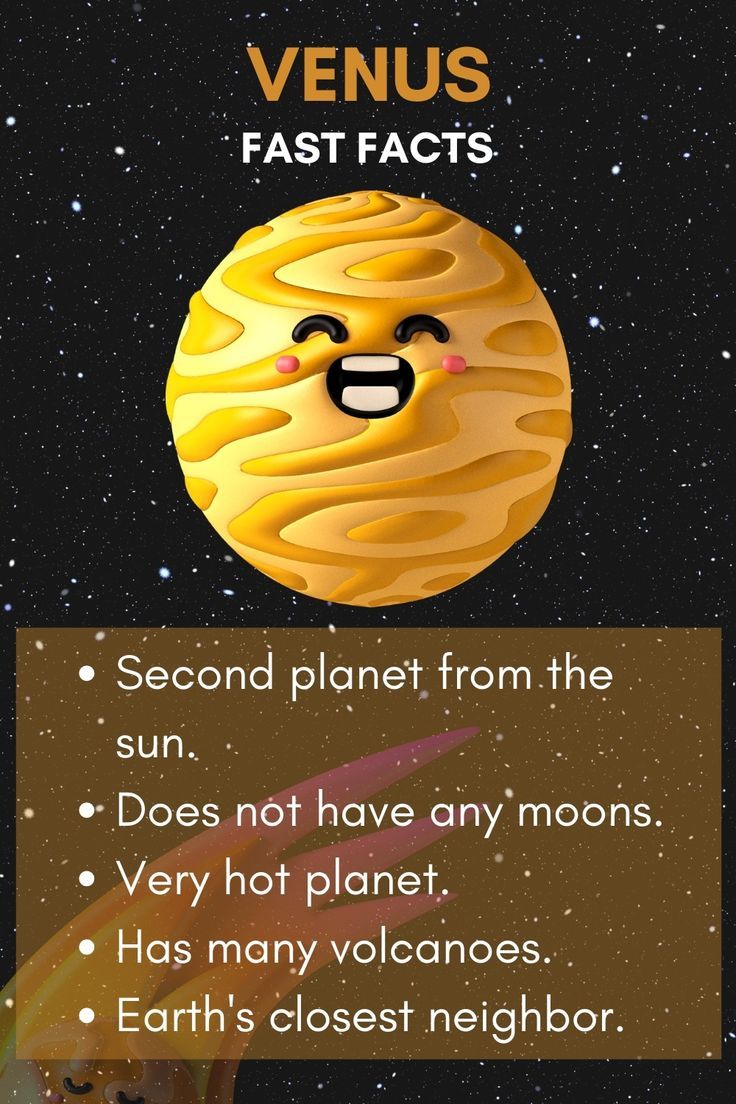 VENUS
FAST FACTS
• Second planet from the
sun.
• Does not have any moons.
• Very hot planet.
• Has many volcanoes.
• Earth's closest neighbor.